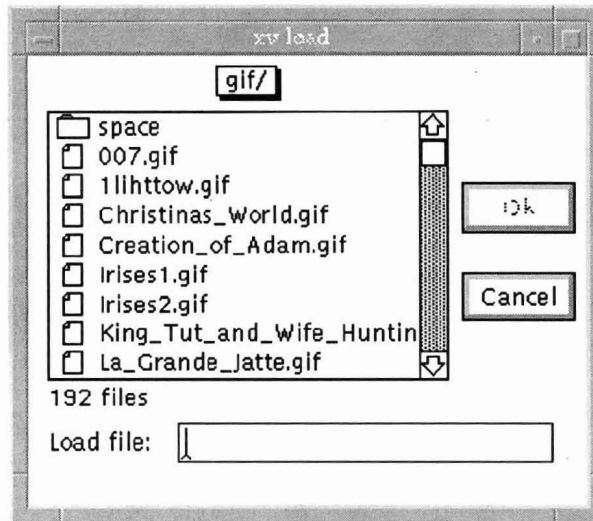 xv load
gif/
space
007.gif
1lihttow.gif
Christinas_World.gif
Creation_of_Adam.gif
Irises1.gif
Irises2.gif
King_Tut_and_Wife_Huntin
La_Grande_Jatte.gif
Ok
Cancel
192 files
Load file: